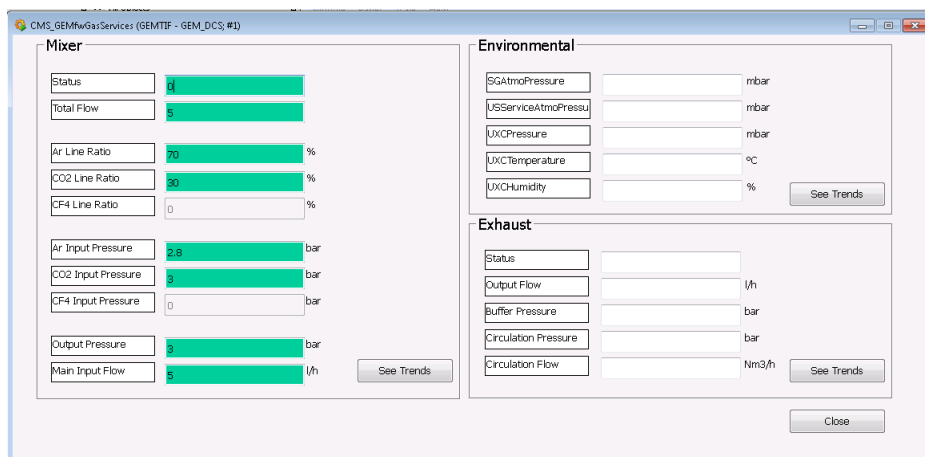 CMS_GEMfwGasServices (GEMTIF - GEM_DCS; #1)
Mixer
Status 0
Total Flow 5
Ar Line Ratio 70 %
CO2 Line Ratio 30 %
CF4 Line Ratio 0 %
Ar Input Pressure 2.8 bar
CO2 Input Pressure 3 bar
CF4 Input Pressure 0 bar
Output Pressure 3 bar
Main Input Flow 5 l/h
See Trends
Environmental
SGAtmoPressure mbar
USServiceAtmoPressu mbar
UXCPressure mbar
UXCTemperature ºC
UXCHumidity %
See Trends
Exhaust
Status
Output Flow l/h
Buffer Pressure bar
Circulation Pressure bar
Circulation Flow Nm3/h
See Trends
Close